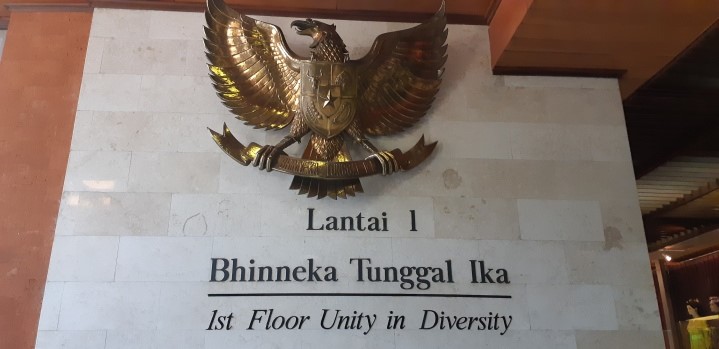 Lantai 1
Bhinneka Tunggal Ika
1st Floor Unity in Diversity